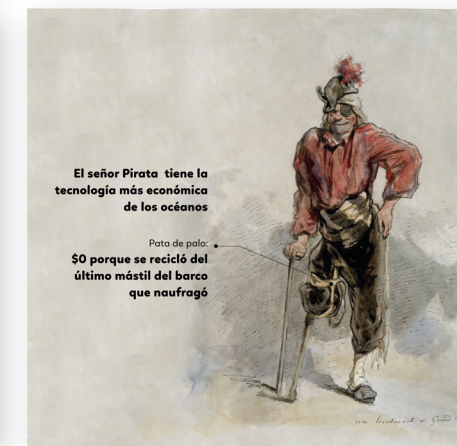 El señor Pirata tiene la
tecnología más económica
de los océanos
Pata de palo:
$0 porque se recicló del
último mástil del barco
que naufragó